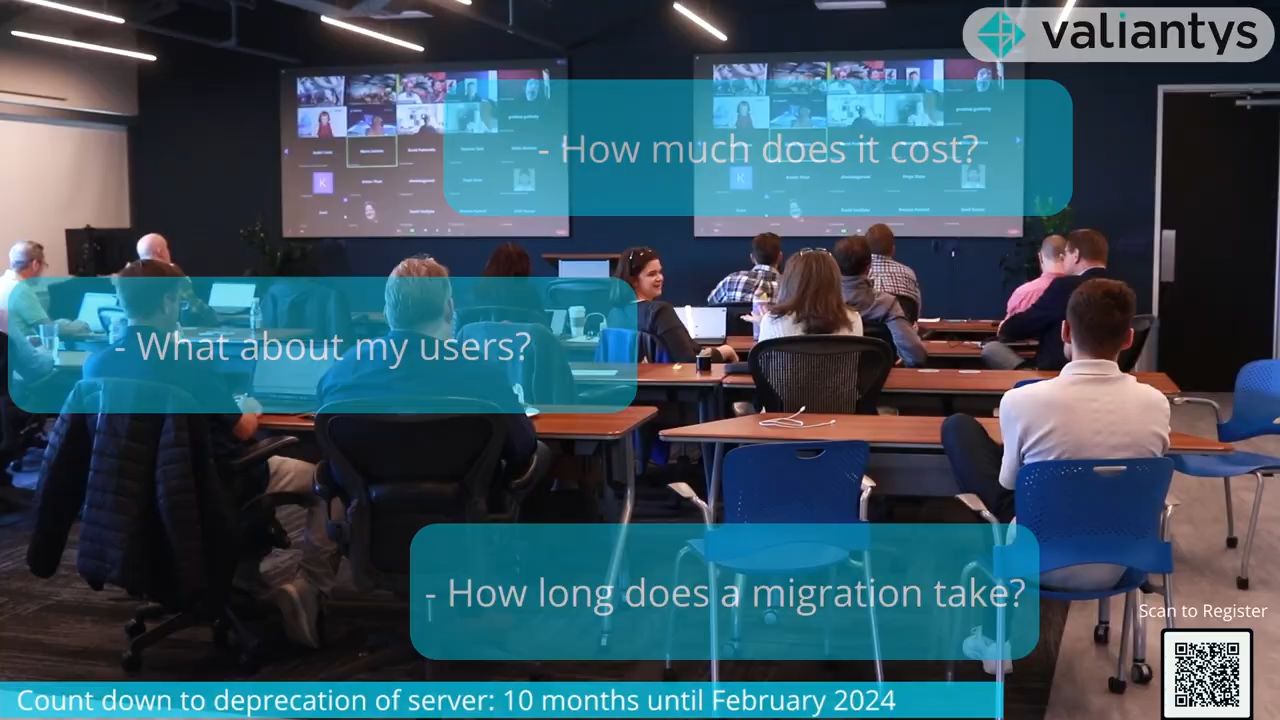 valiantys
- How much does it cost?
K
K
- What about my users?
- How long does a migration take?
Scan to Register
Count down to deprecation of server: 10 months until February 2024